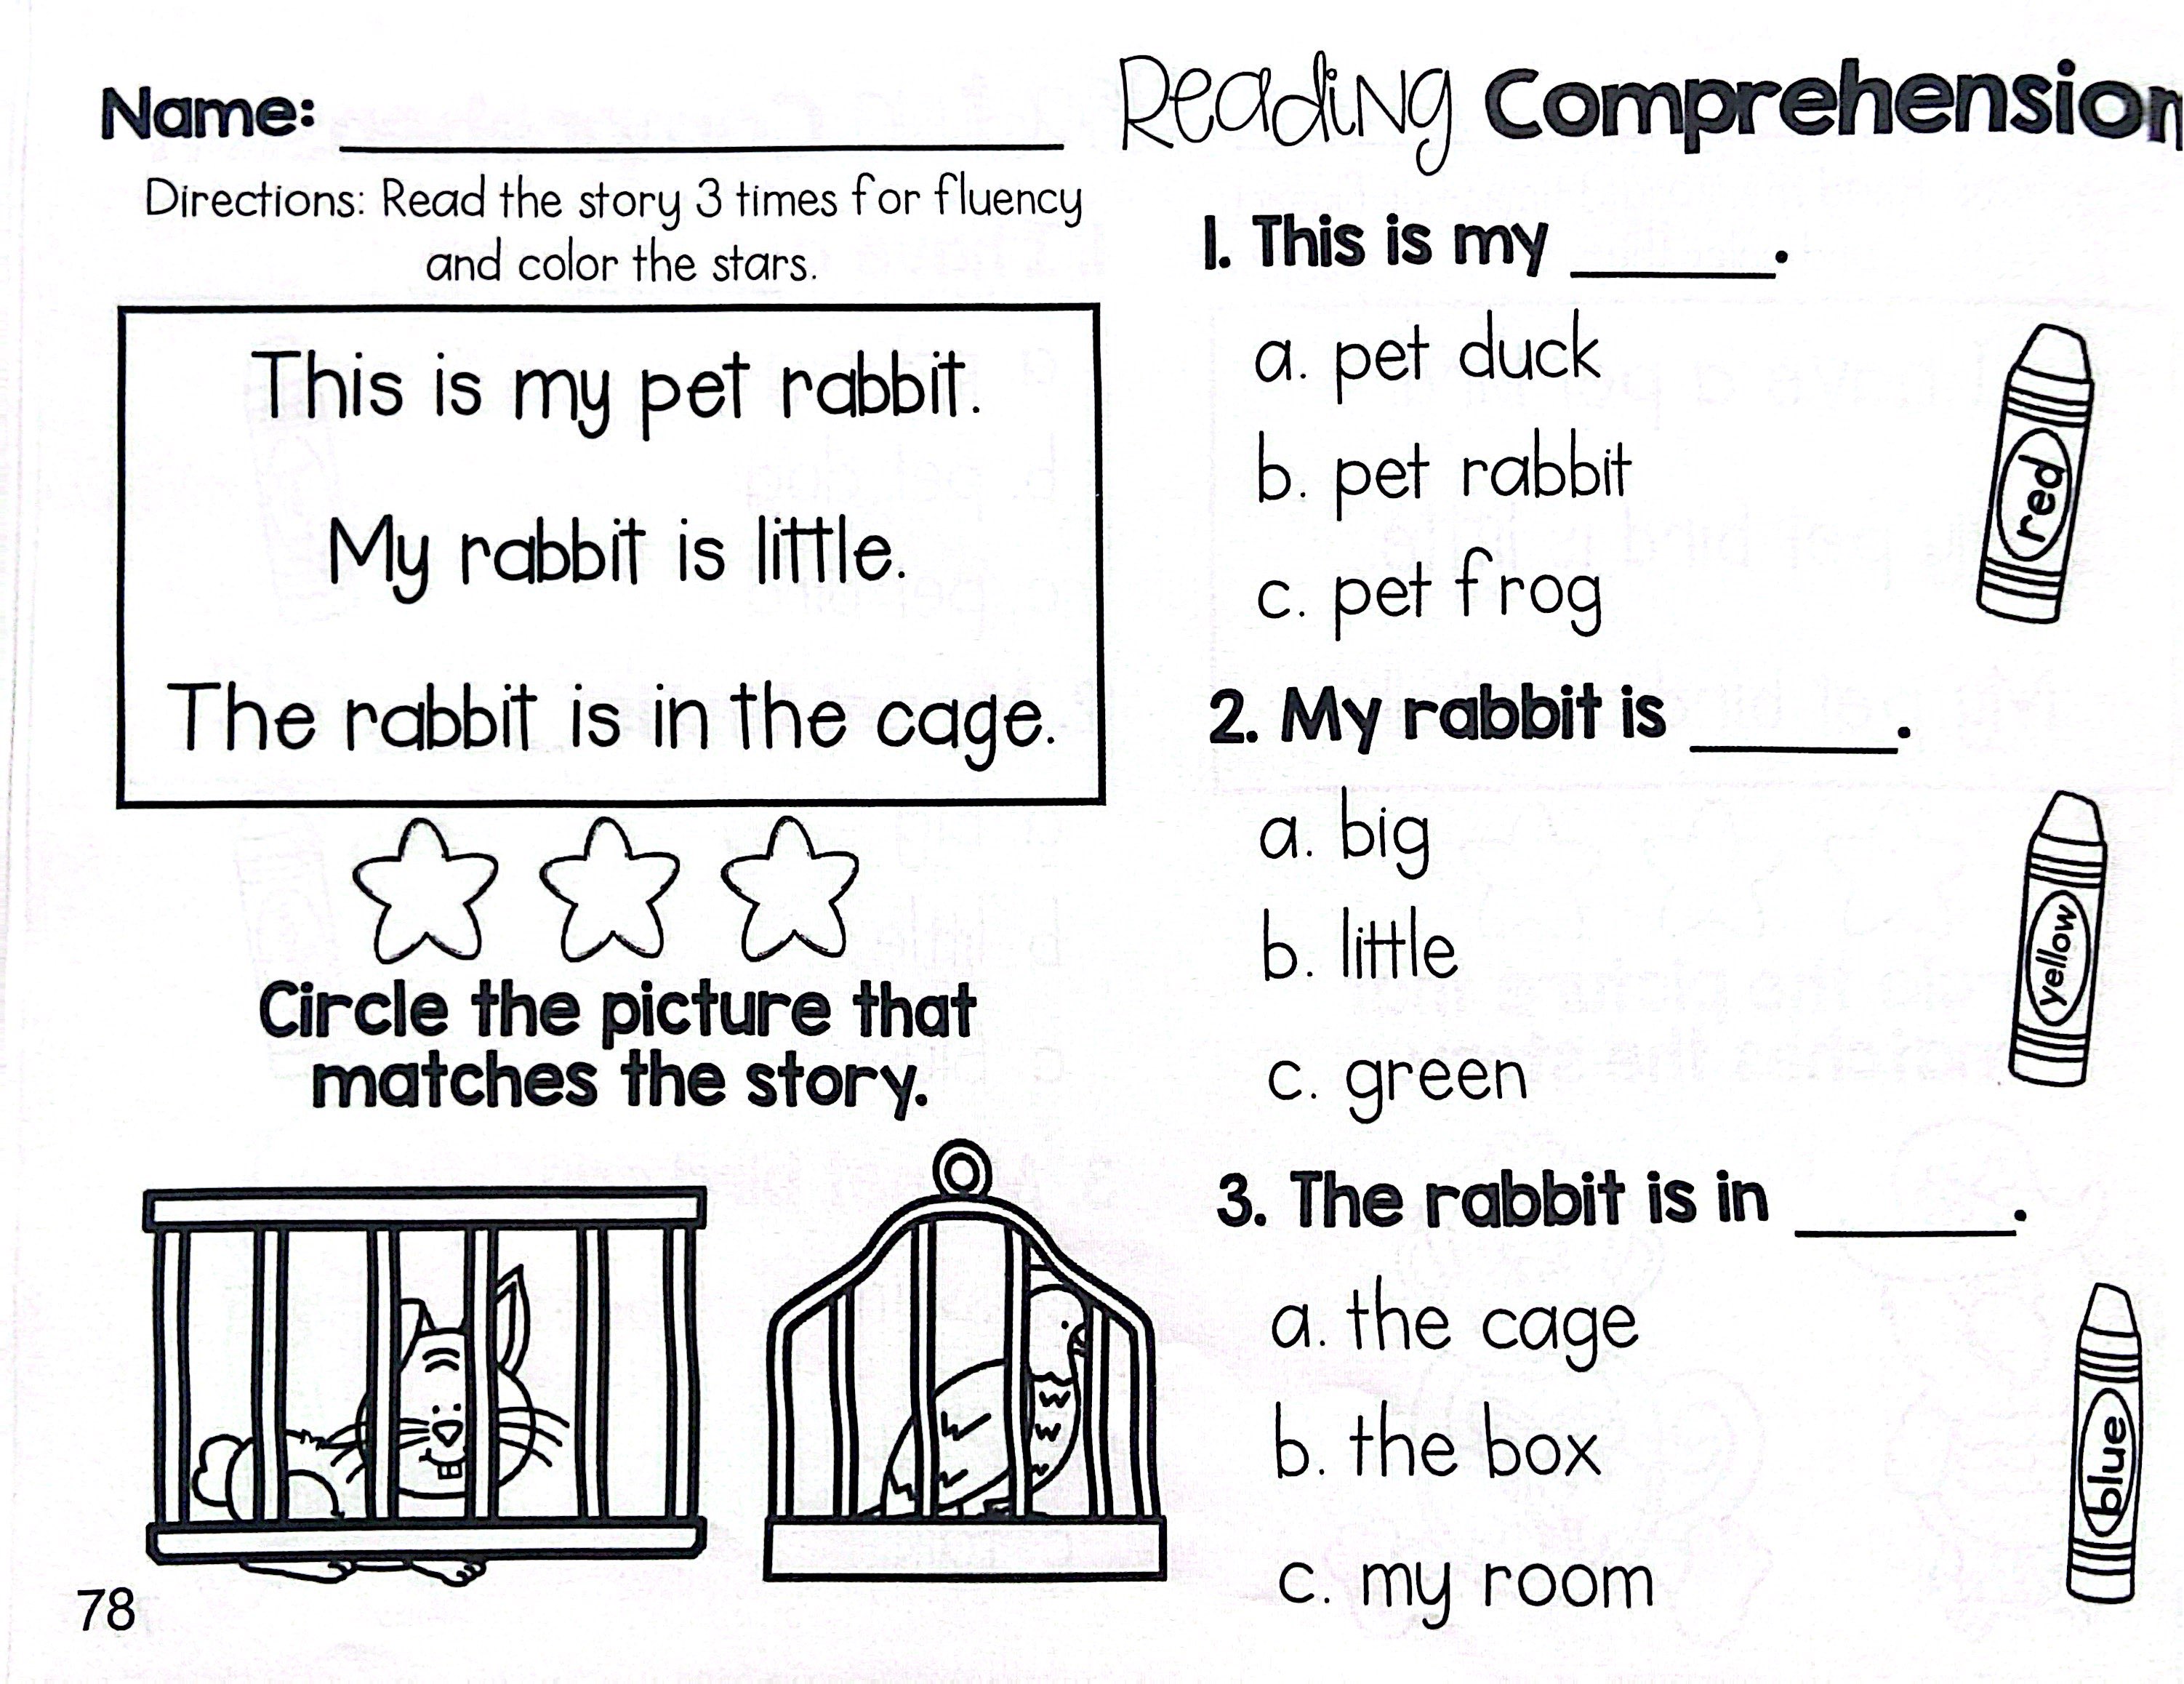 Name:
Directions: Read the story 3 times for fluency
and color the stars.
This is my pet rabbit.
My rabbit is little.
The rabbit is in the cage.
Circle the picture that
matches the story.
78
Reading Comprehension
1. This is my ______.
a. pet duck
b. pet rabbit
c. pet frog
red
2. My rabbit is ______.
a. big
b. little
c. green
yellow
3. The rabbit is in ______.
a. the cage
b. the box
c. my room
blue